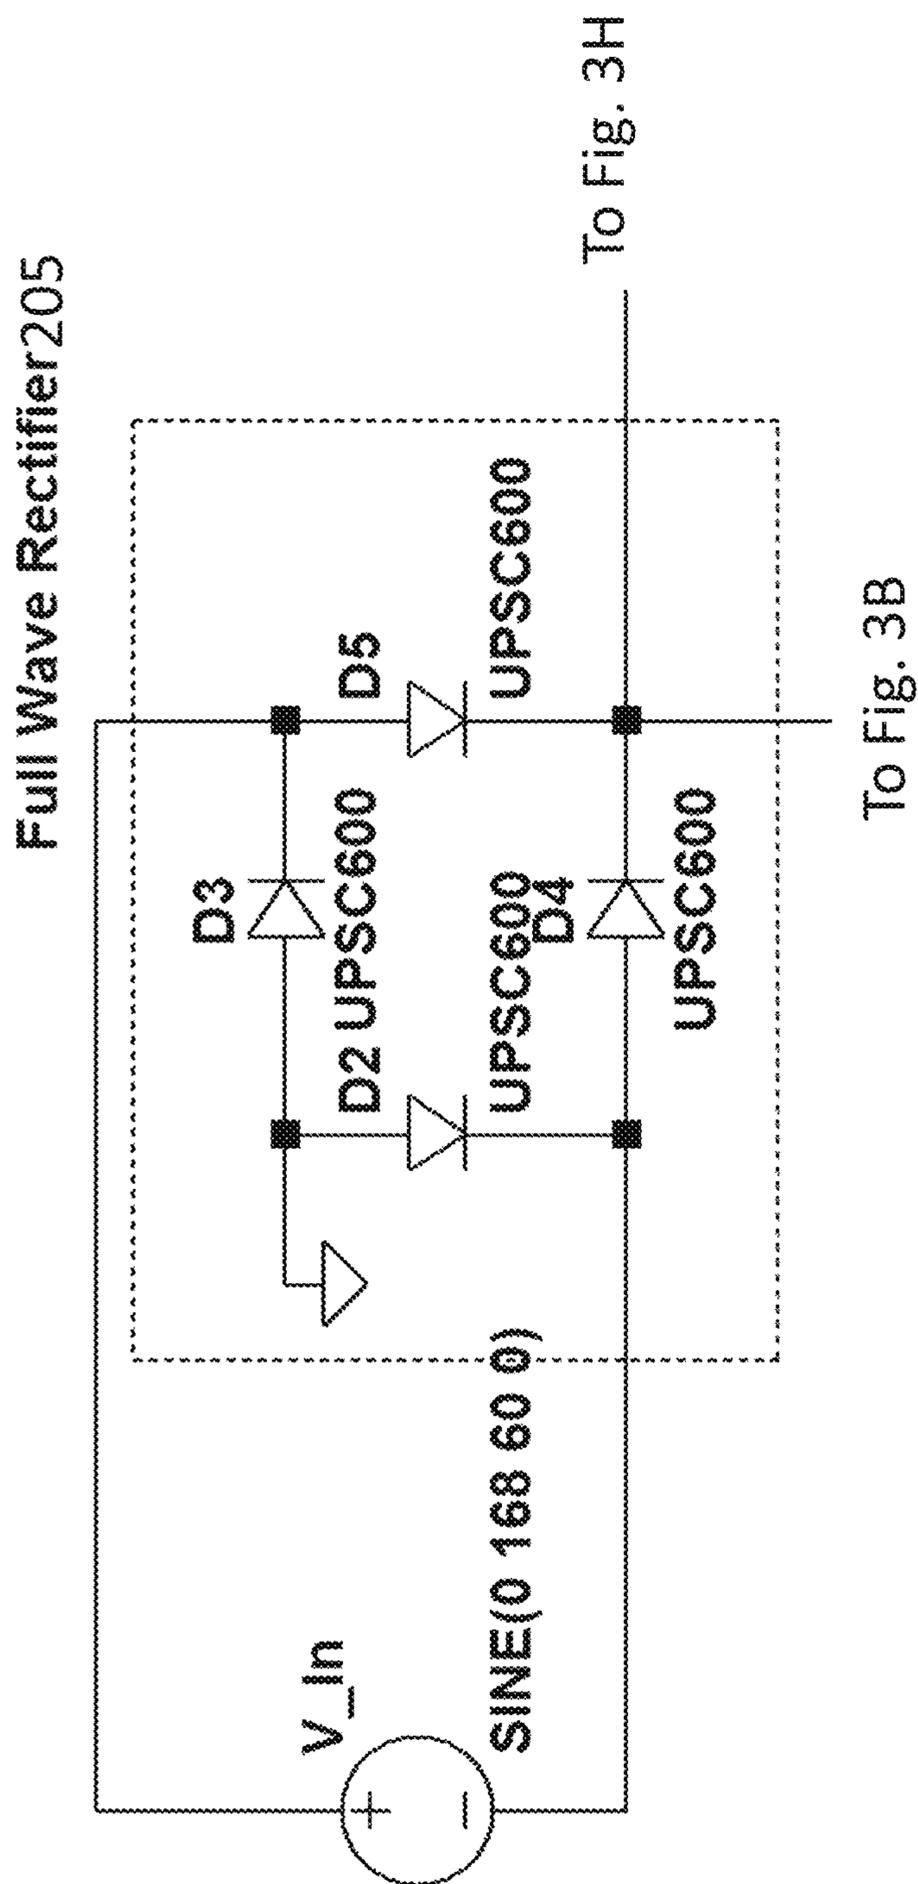 Full Wave Rectifier205
V_In
SINE(0 168 60 0)
D3
UPSC600
D2
UPSC600
D5
UPSC600
D4
UPSC600
To Fig. 3H
To Fig. 3B